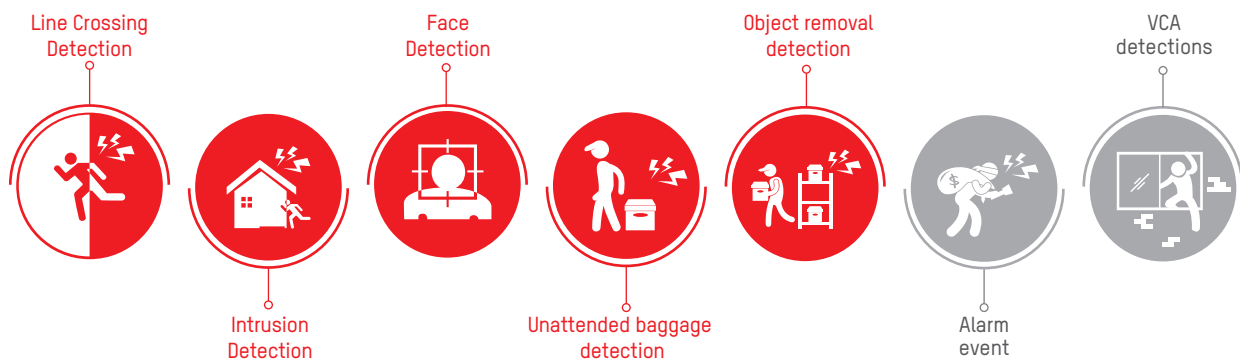 Line Crossing
Detection
Intrusion
Detection
Face
Detection
Unattended baggage
detection
Object removal
detection
$
Alarm
event
VCA
detections